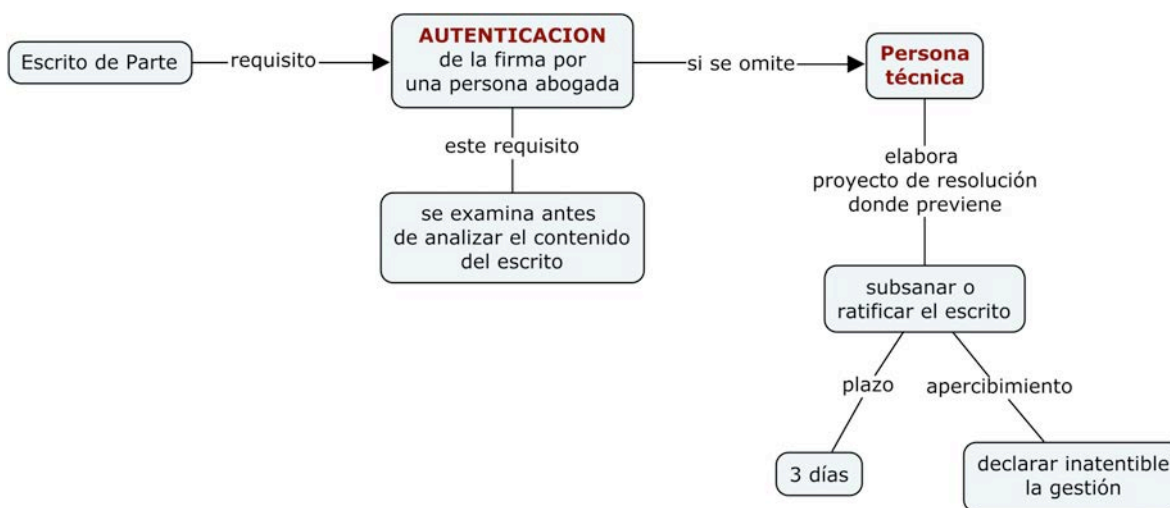 Escrito de Parte
requisito
AUTENTICACION
de la firma por
una persona abogada
si se omite
Persona
técnica
este requisito
se examina antes
de analizar el contenido
del escrito
elabora
proyecto de resolución
donde previene
subsanar o
ratificar el escrito
plazo
apercibimiento
3 días
declarar inatentible
la gestión